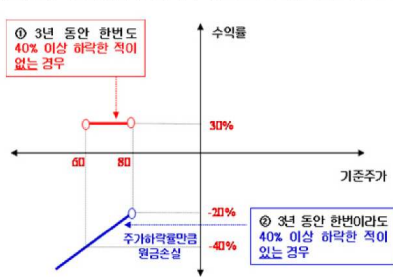 ① 3년 동안 한번도
40% 이상 하락한 적이
없는 경우
수익률
30%
60
80
기준주가
-20%
주가하락률만큼
원금손실
-40%
② 3년 동안 한번이라도
40% 이상 하락한 적이
있는 경우